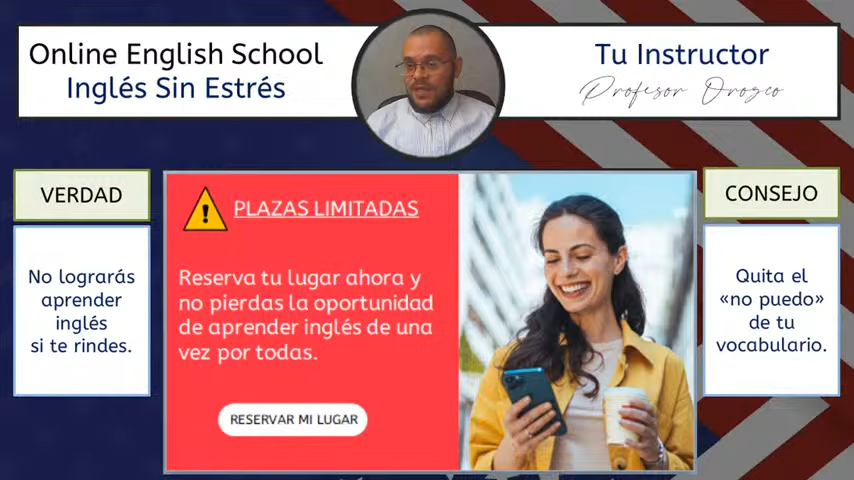 Online English School
Inglés Sin Estrés
Tu Instructor
Profesor Orozco
VERDAD
No lograrás
aprender
inglés
si te rindes.
PLAZAS LIMITADAS
Reserva tu lugar ahora y
no pierdas la oportunidad
de aprender inglés de una
vez por todas.
RESERVAR MI LUGAR
CONSEJO
Quita el
«no puedo»
de tu
vocabulario.